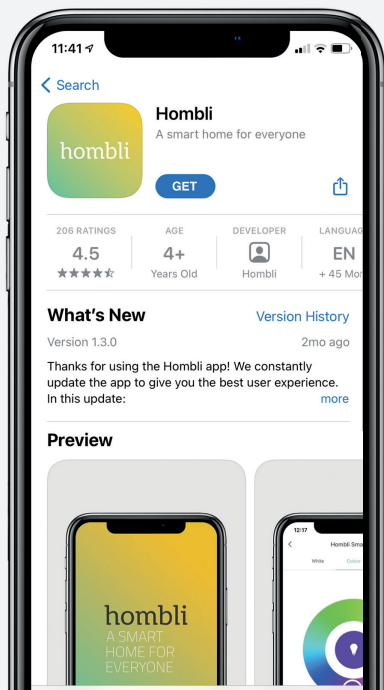 11:41
Search
hombli
Hombli
A smart home for everyone
GET
206 RATINGS
4.5
AGE
4+
Years Old
DEVELOPER
Hombli
LANGUAG
EN
+ 45 Mor
What's New
Version History
Version 1.3.0
2mo ago
Thanks for using the Hombli app! We constantly
update the app to give you the best user experience.
In this update:
more
Preview
hombli
A SMART
HOME FOR
EVERYONE
12:17
Hombli Sma
White
Colour